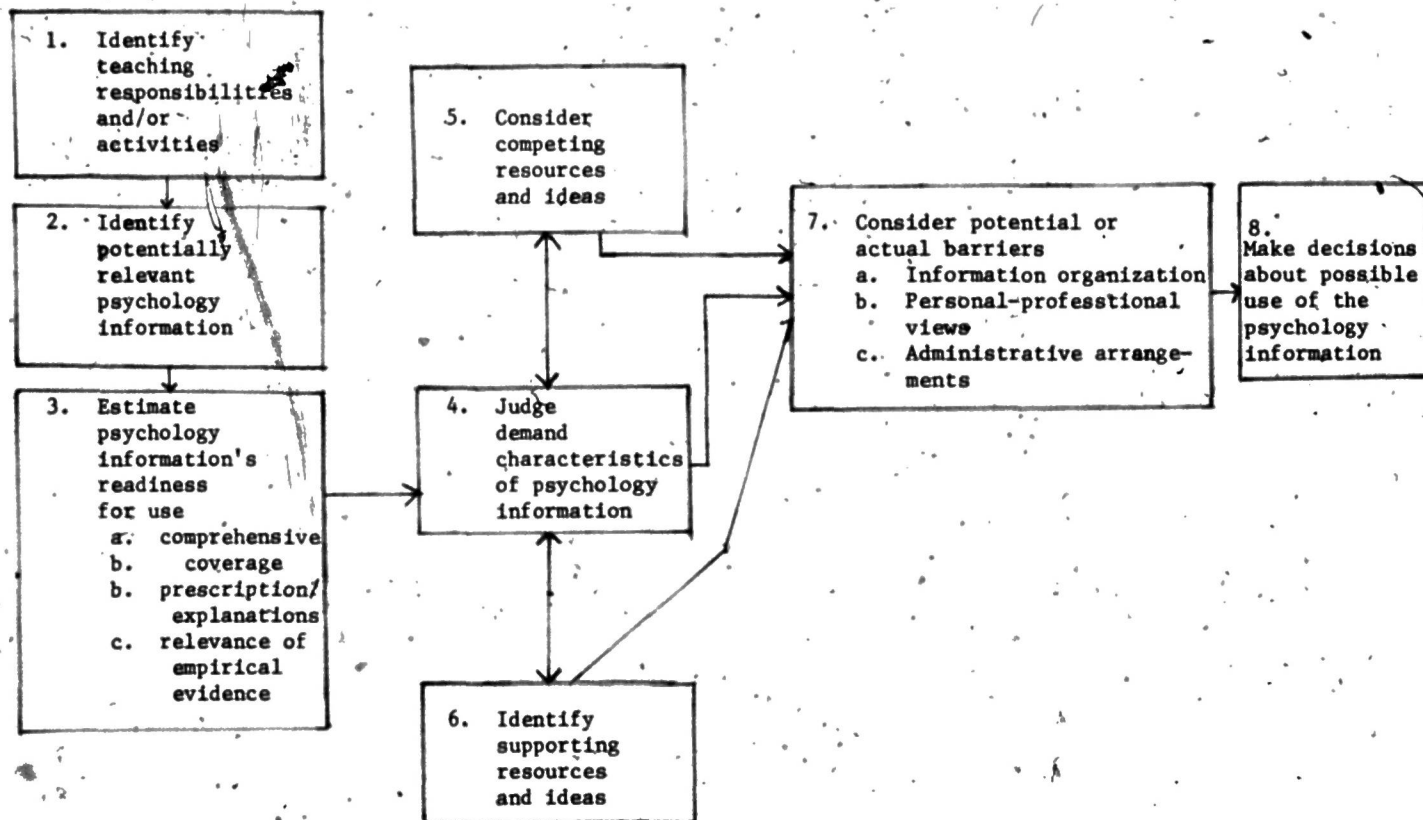 1. Identify
teaching
responsibilities
and/or
activities
2. Identify
potentially
relevant
psychology
information
3. Estimate
psychology
information's
readiness
for use
a. comprehensive
b. coverage
b. prescription/
explanations
c. relevance of
empirical
evidence
5. Consider
competing
resources
and ideas
4. Judge
demand
characteristics
of psychology
information
6. Identify
supporting
resources
and ideas
7. Consider potential or
actual barriers
a. Information organization
b. Personal-professtional
views
c. Administrative arrange-
ments
8.
Make decisions
about possible
use of the
psychology
information